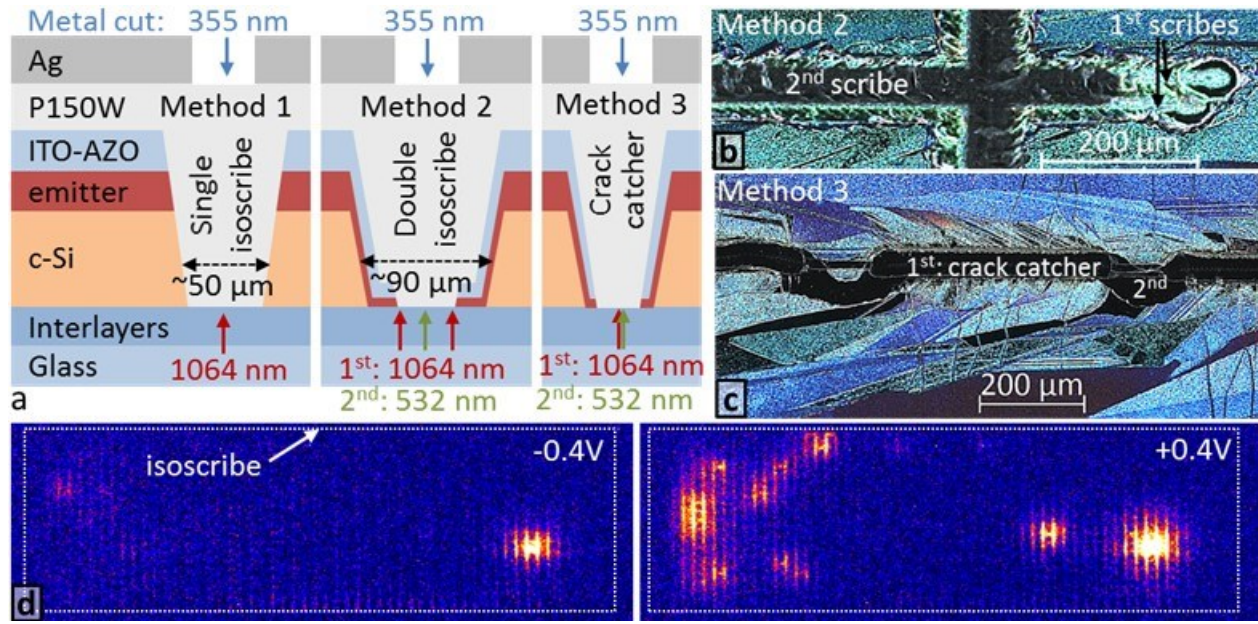 Metal cut: 355 nm 355 nm 355 nm
Ag
P150W Method 1 Method 2 Method 3
ITO-AZO
emitter
c-Si
Interlayers
Glass
Single
isoscribe
~50 µm
1064 nm
Double
isoscribe
~90 µm
1st: 1064 nm
2nd: 532 nm
Crack
catcher
1st: 1064 nm
2nd: 532 nm
a
Method 2
1st scribes
2nd scribe
200 µm
b
Method 3
1st: crack catcher
2nd
200 µm
c
isoscribe
-0.4V
+0.4V
d